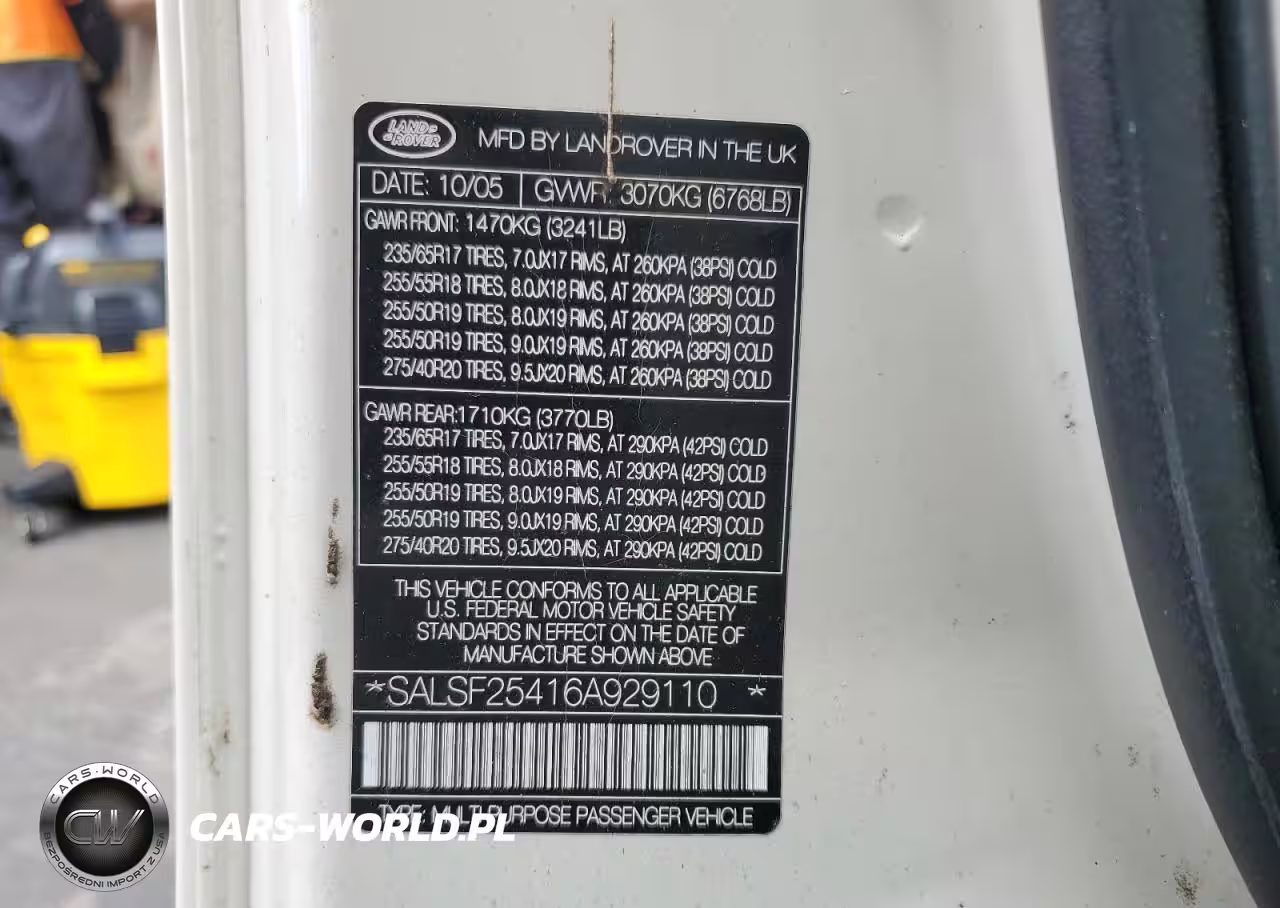 LAND ROVER
MFD BY LANDROVER IN THE UK
DATE: 10/05 GVWR: 3070KG (6768LB)
GAWR FRONT: 1470KG (3241LB)
235/65R17 TIRES, 7.0JX17 RIMS, AT 260KPA (38PSI) COLD
255/55R18 TIRES, 8.0JX18 RIMS, AT 260KPA (38PSI) COLD
255/50R19 TIRES, 8.0JX19 RIMS, AT 260KPA (38PSI) COLD
255/50R19 TIRES, 9.0JX19 RIMS, AT 260KPA (38PSI) COLD
275/40R20 TIRES, 9.5JX20 RIMS, AT 260KPA (38PSI) COLD
GAWR REAR:1710KG (3770LB)
235/65R17 TIRES, 7.0JX17 RIMS, AT 290KPA (42PSI) COLD
255/55R18 TIRES, 8.0JX18 RIMS, AT 290KPA (42PSI) COLD
255/50R19 TIRES, 8.0JX19 RIMS, AT 290KPA (42PSI) COLD
255/50R19 TIRES, 9.0JX19 RIMS, AT 290KPA (42PSI) COLD
275/40R20 TIRES, 9.5JX20 RIMS, AT 290KPA (42PSI) COLD
THIS VEHICLE CONFORMS TO ALL APPLICABLE
U.S. FEDERAL MOTOR VEHICLE SAFETY
STANDARDS IN EFFECT ON THE DATE OF
MANUFACTURE SHOWN ABOVE
*SALSF25416A929110 *
TYPE: MULTI-PURPOSE PASSENGER VEHICLE
CARS-WORLD
CW
BEZPOŚREDNI IMPORT Z USA
CARS-WORLD.PL